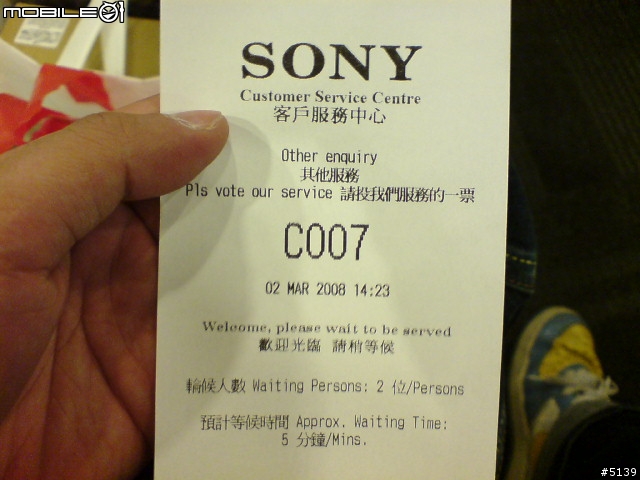 MOBILE01
SONY
Customer Service Centre
客戶服務中心
Other enquiry
其他服務
Pls vote our service 請投我們服務的一票
C007
02 MAR 2008 14:23
Welcome, please wait to be served
歡迎光臨 請稍等候
輪候人數 Waiting Persons: 2 位/Persons
預計等候時間 Approx. Waiting Time:
5 分鐘/Mins.
#5139